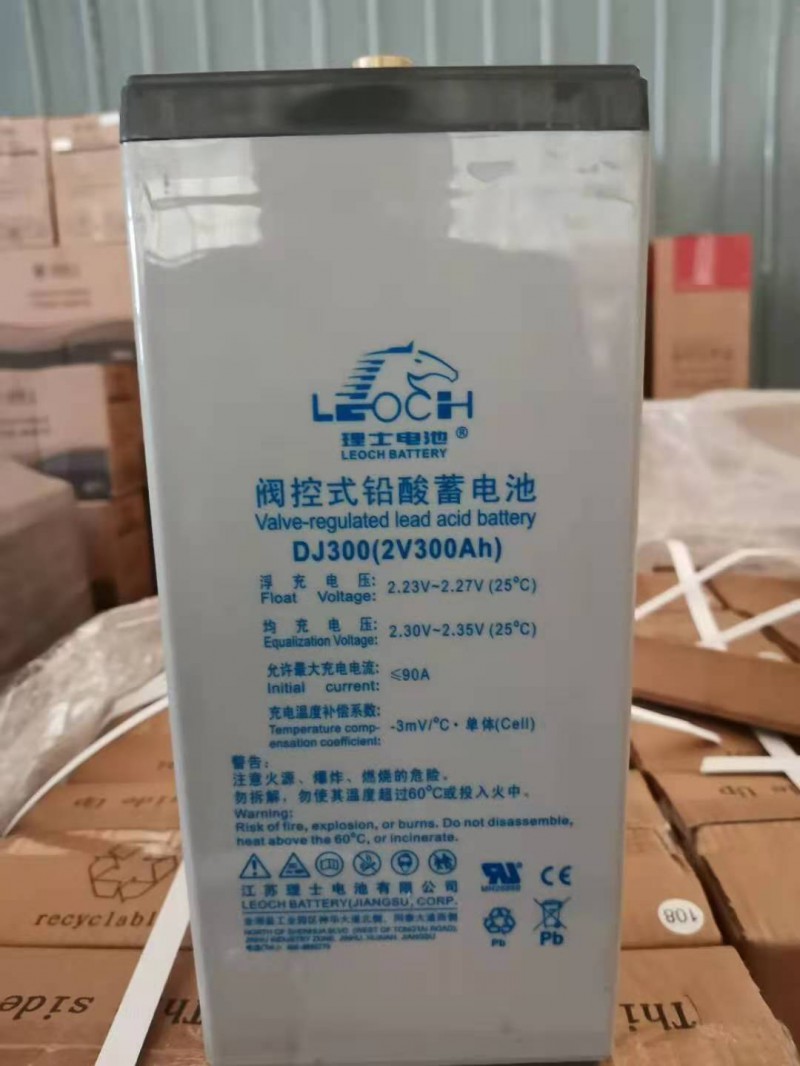 LEOCH
理士电池®
LEOCH BATTERY
阀控式铅酸蓄电池
Valve-regulated lead acid battery
DJ300(2V300Ah)
浮充电压:
Float Voltage: 2.23V~2.27V (25°C)
均充电压:
Equalization Voltage: 2.30V~2.35V (25°C)
允许最大充电电流:
Initial current: ≤90A
充电温度补偿系数:
Temperature comp-
ensation coefficient: -3mV/°C·单体(Cell)
警告:
注意火源、爆炸、燃烧的危险。
勿拆解,勿使其温度超过60°C或投入火中。
Warning:
Risk of fire, explosion, or burns. Do not disassemble,
heat above the 60°C, or incinerate.
江苏理士电池有限公司
LEOCH BATTERY(JIANGSU), CORP.
CE
Pb
Pb
recyclabl
108
side
Thi
side
side Up